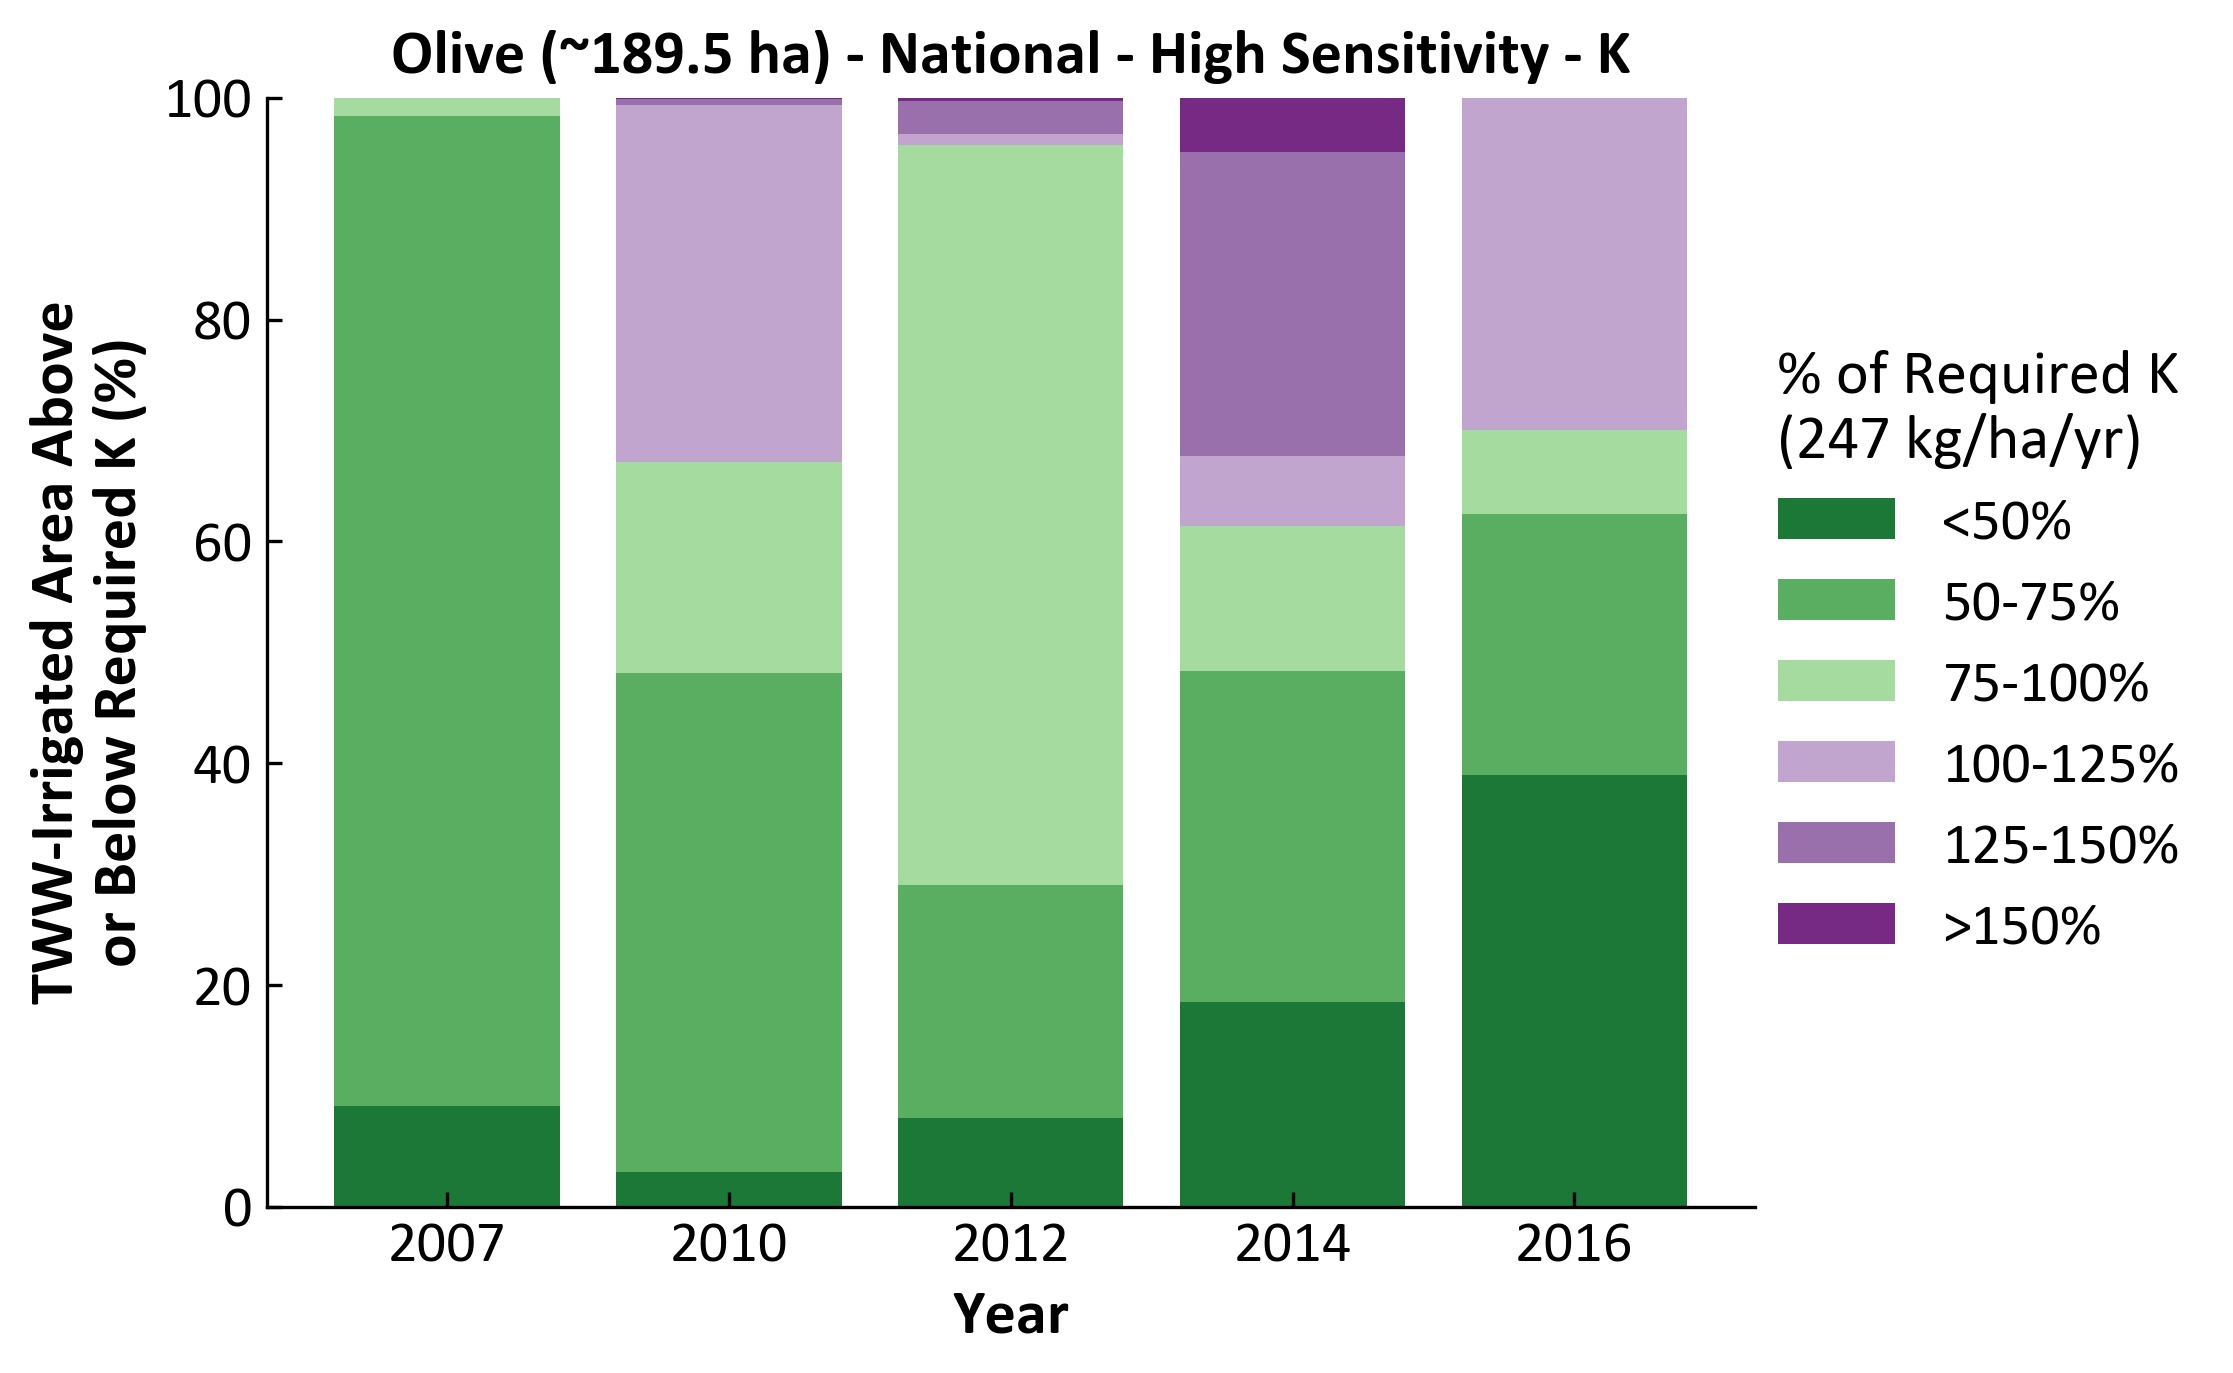 Olive (~189.5 ha) - National - High Sensitivity - K
TWW-Irrigated Area Above
or Below Required K (%)
100
80
60
40
20
0
2007
2010
2012
2014
2016
Year
% of Required K
(247 kg/ha/yr)
<50%
50-75%
75-100%
100-125%
125-150%
>150%